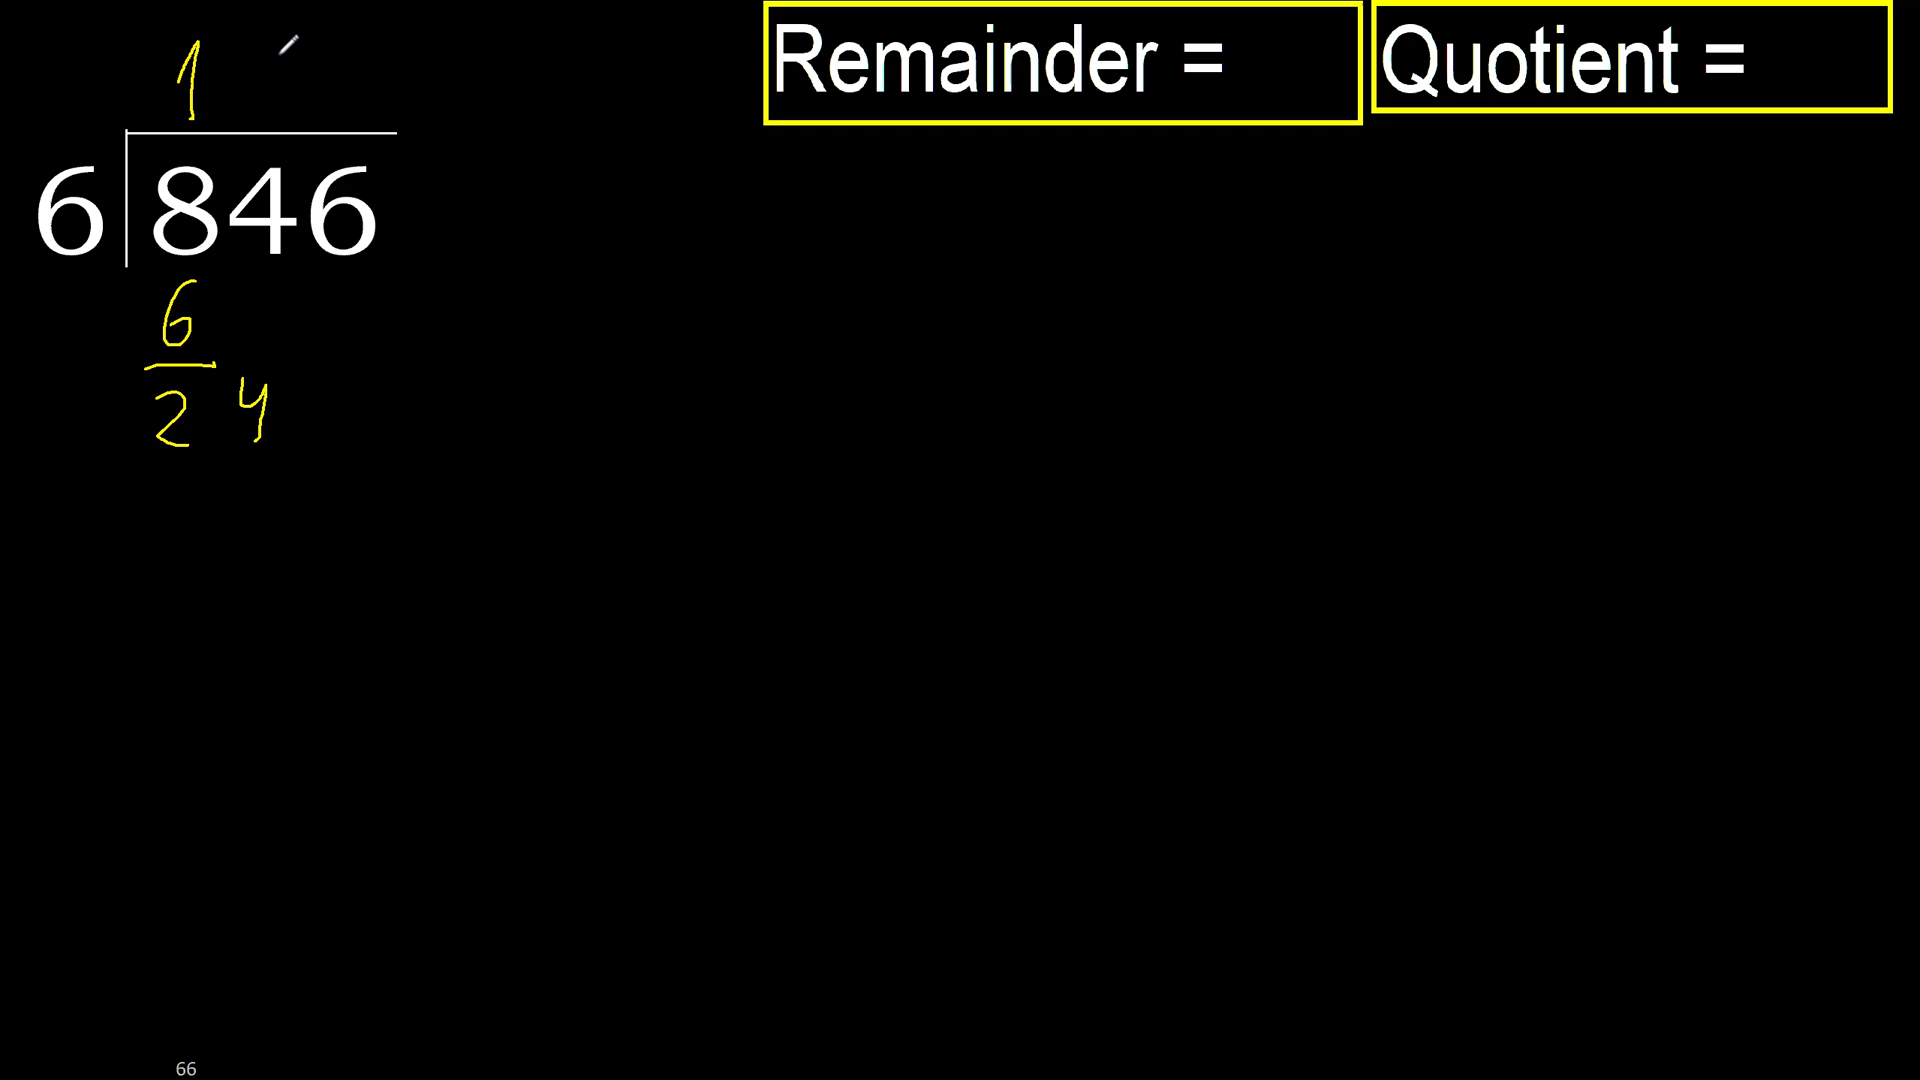 1
Remainder =
Quotient =
6 846
6
2 4
66